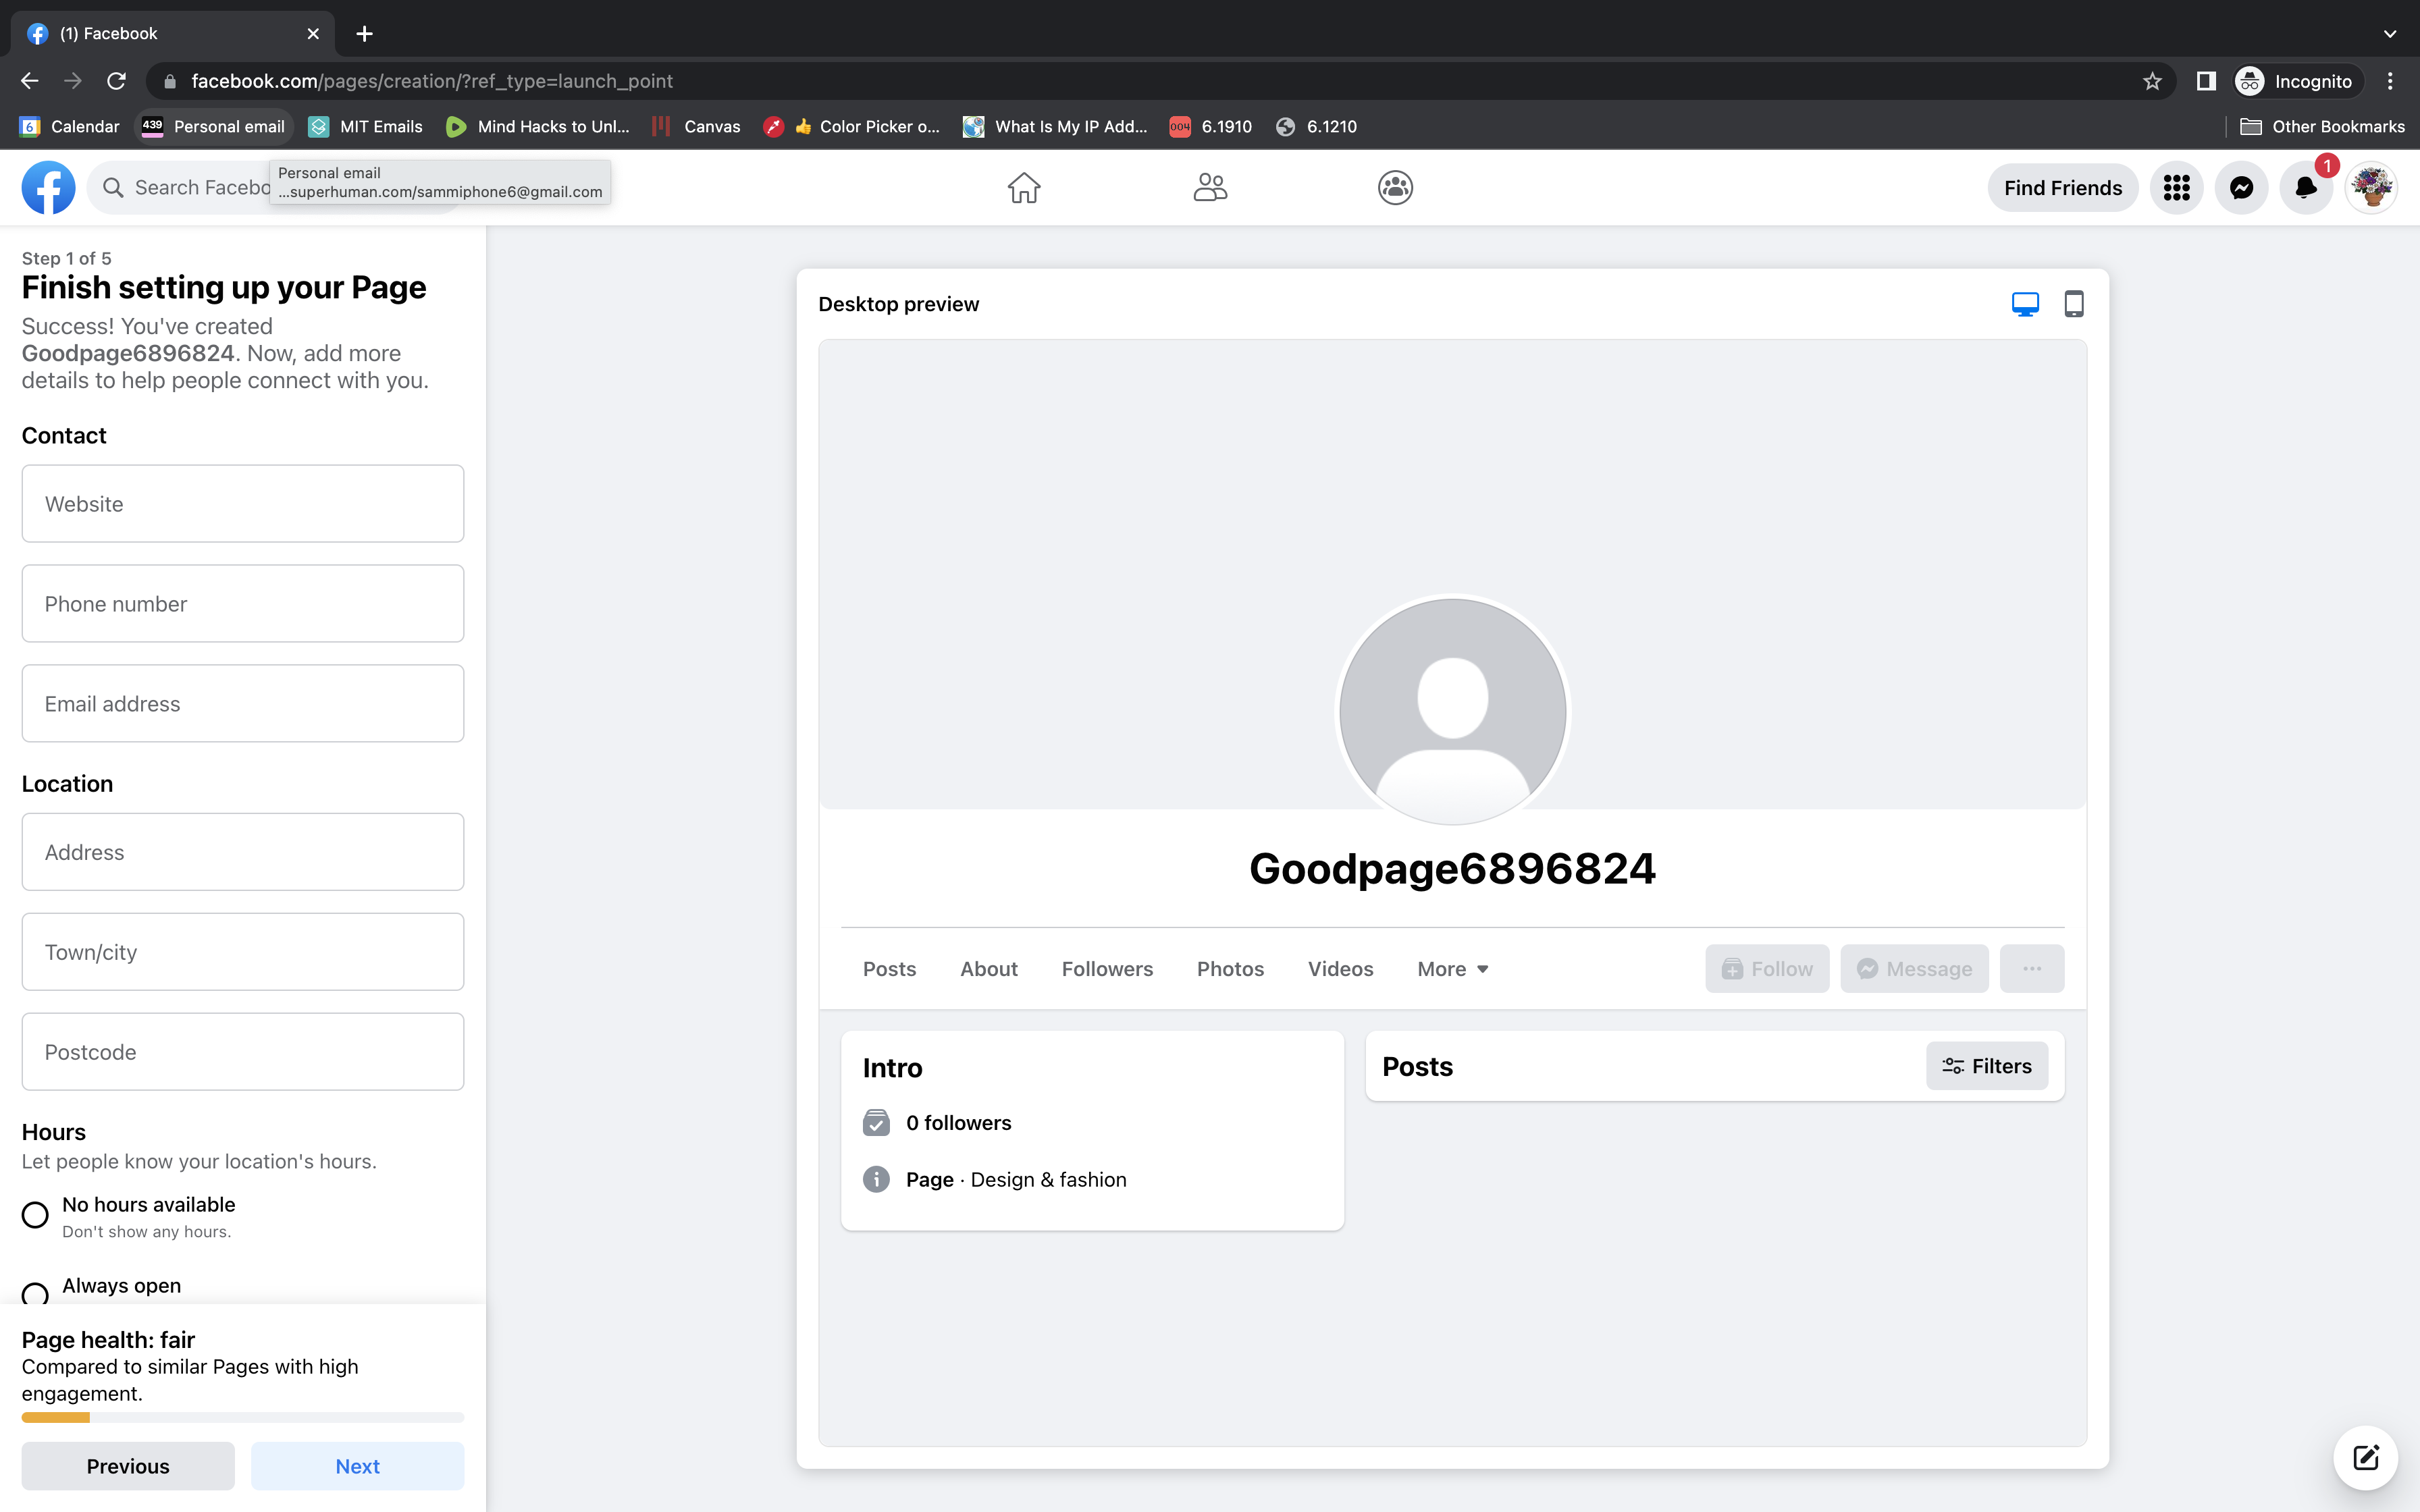 (1) Facebook
facebook.com/pages/creation/?ref_type=launch_point
Incognito
6
Calendar
439
Personal email
MIT Emails
Mind Hacks to Unl...
Canvas
👍 Color Picker o...
What Is My IP Add...
004
6.1910
6.1210
Other Bookmarks
Search Facebo
Personal email
...superhuman.com/sammiphone6@gmail.com
Find Friends
1
Step 1 of 5
Finish setting up your Page
Success! You've created
Goodpage6896824. Now, add more
details to help people connect with you.
Contact
Website
Phone number
Email address
Location
Address
Town/city
Postcode
Hours
Let people know your location's hours.
No hours available
Don't show any hours.
Always open
Page health: fair
Compared to similar Pages with high
engagement.
Previous
Next
Desktop preview
Goodpage6896824
Posts
About
Followers
Photos
Videos
More
Follow
Message
Intro
0 followers
Page · Design & fashion
Posts
Filters